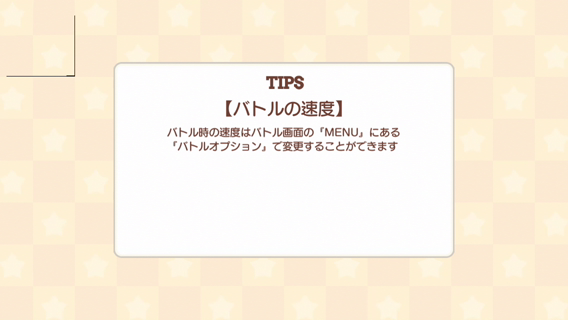 TIPS
【バトルの速度】
バトル時の速度はバトル画面の『MENU』にある
『バトルオプション』で変更することができます